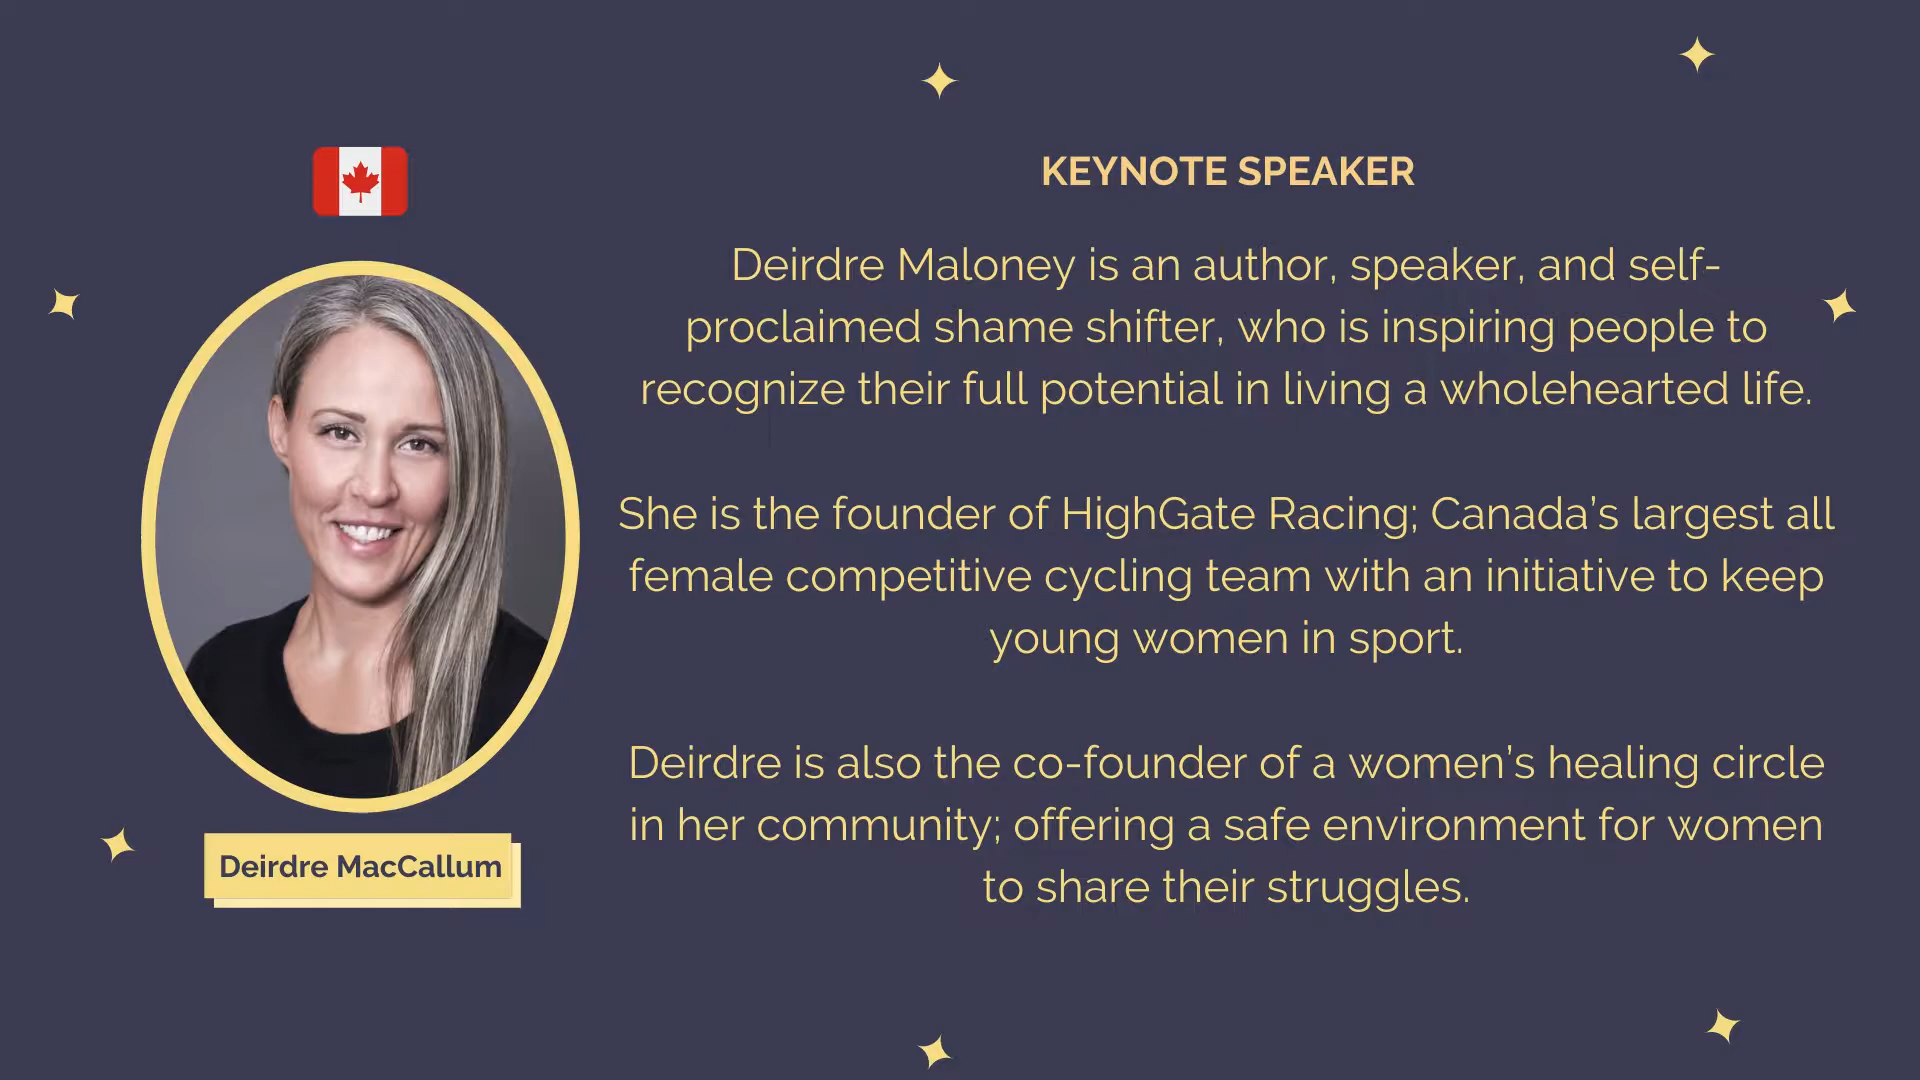 KEYNOTE SPEAKER
Deirdre Maloney is an author, speaker, and self-
proclaimed shame shifter, who is inspiring people to
recognize their full potential in living a wholehearted life.
She is the founder of HighGate Racing; Canada’s largest all
female competitive cycling team with an initiative to keep
young women in sport.
Deirdre is also the co-founder of a women’s healing circle
in her community; offering a safe environment for women
to share their struggles.
Deirdre MacCallum